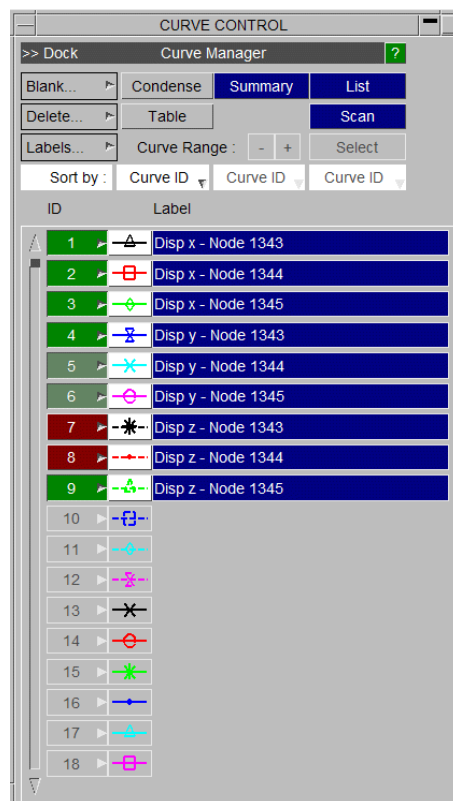 CURVE CONTROL
>> Dock Curve Manager ?
Blank... Condense Summary List
Delete... Table Scan
Labels... Curve Range : - + Select
Sort by : Curve ID Curve ID Curve ID
ID Label
1 Disp x - Node 1343
2 Disp x - Node 1344
3 Disp x - Node 1345
4 Disp y - Node 1343
5 Disp y - Node 1344
6 Disp y - Node 1345
7 Disp z - Node 1343
8 Disp z - Node 1344
9 Disp z - Node 1345
10
11
12
13
14
15
16
17
18